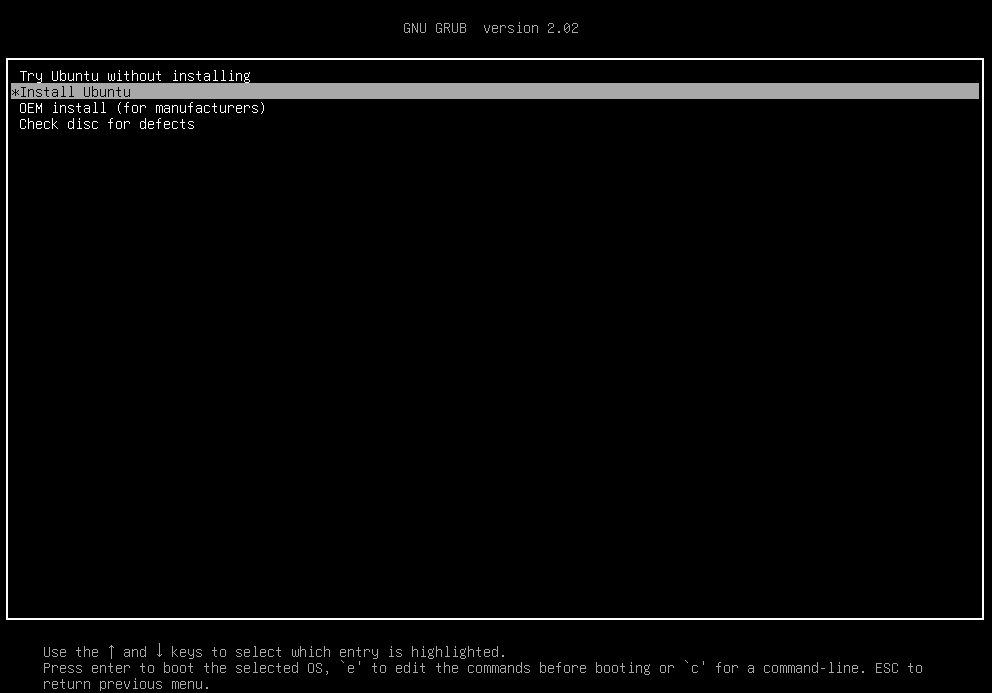 GNU GRUB  version 2.02
Try Ubuntu without installing
*Install Ubuntu
OEM install (for manufacturers)
Check disc for defects
Use the ↑ and ↓ keys to select which entry is highlighted.
Press enter to boot the selected OS, `e' to edit the commands before booting or `c' for a command-line. ESC to
return previous menu.